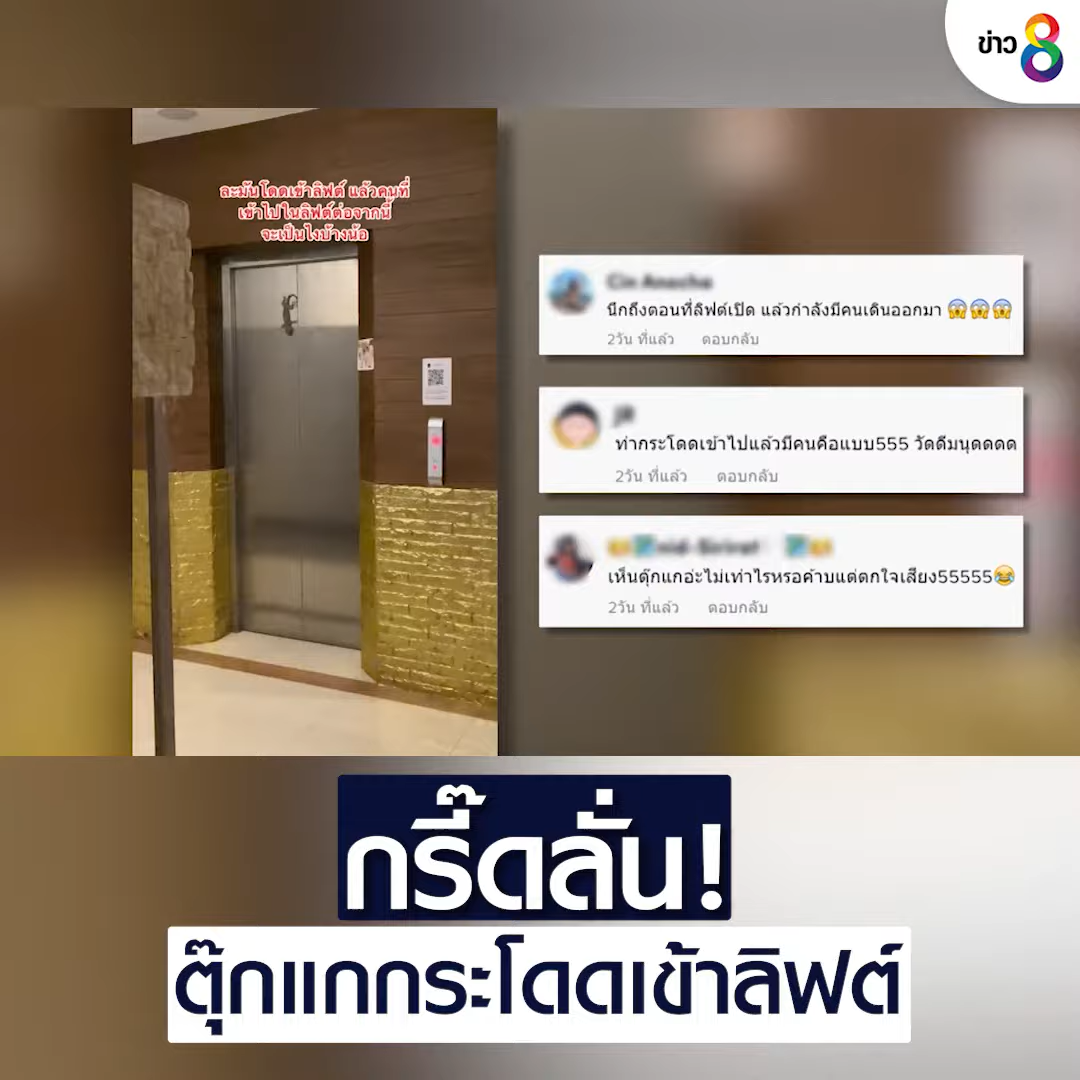 ข่าว 8
ละมันโดดเข้าลิฟต์ แล้วคนที่
เข้าไปในลิฟต์ต่อจากนี้
จะเป็นไงบ้างน้อ
นึกถึงตอนที่ลิฟต์เปิด แล้วกำลังมีคนเดินออกมา 😱😱😱
2วัน ที่แล้ว ตอบกลับ
ท่ากระโดดเข้าไปแล้วมีคนคือแบบ555 วัดดีมนุดดดด
2วัน ที่แล้ว ตอบกลับ
เห็นตุ๊กแกอ่ะไม่เท่าไรหรอค้าบแต่ตกใจเสียง55555😂
2วัน ที่แล้ว ตอบกลับ
กรี๊ดลั่น!
ตุ๊กแกกระโดดเข้าลิฟต์